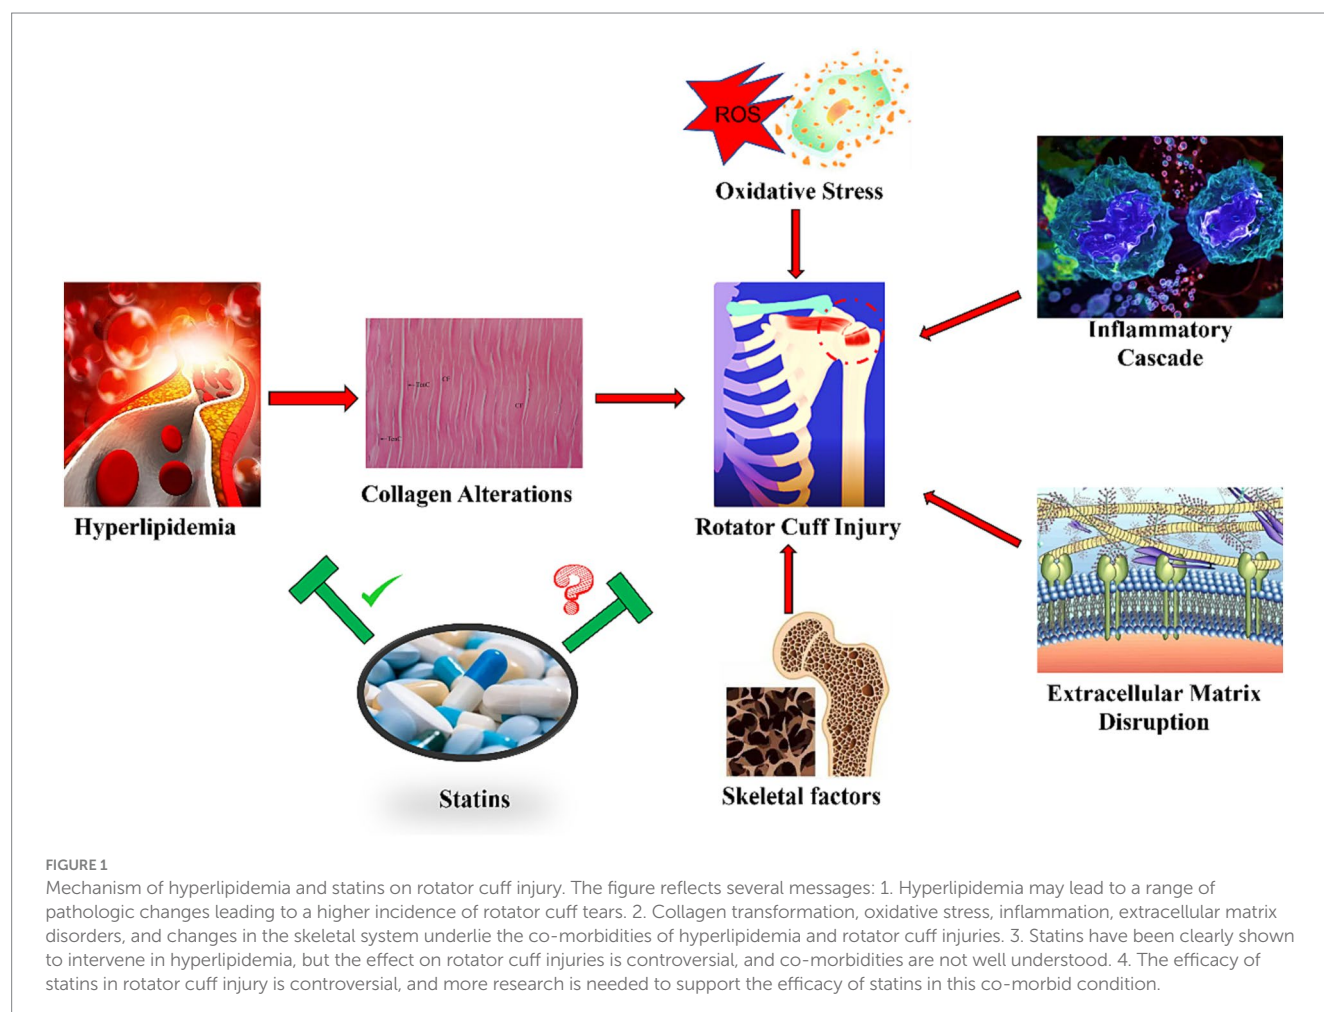 ROS
Oxidative Stress
Inflammatory
Cascade
TenC
CF
CF
TenC
Collagen Alterations
Hyperlipidemia
Rotator Cuff Injury
?
Extracellular Matrix
Disruption
Statins
Skeletal factors
FIGURE 1
Mechanism of hyperlipidemia and statins on rotator cuff injury. The figure reflects several messages: 1. Hyperlipidemia may lead to a range of
pathologic changes leading to a higher incidence of rotator cuff tears. 2. Collagen transformation, oxidative stress, inflammation, extracellular matrix
disorders, and changes in the skeletal system underlie the co-morbidities of hyperlipidemia and rotator cuff injuries. 3. Statins have been clearly shown
to intervene in hyperlipidemia, but the effect on rotator cuff injuries is controversial, and co-morbidities are not well understood. 4. The efficacy of
statins in rotator cuff injury is controversial, and more research is needed to support the efficacy of statins in this co-morbid condition.